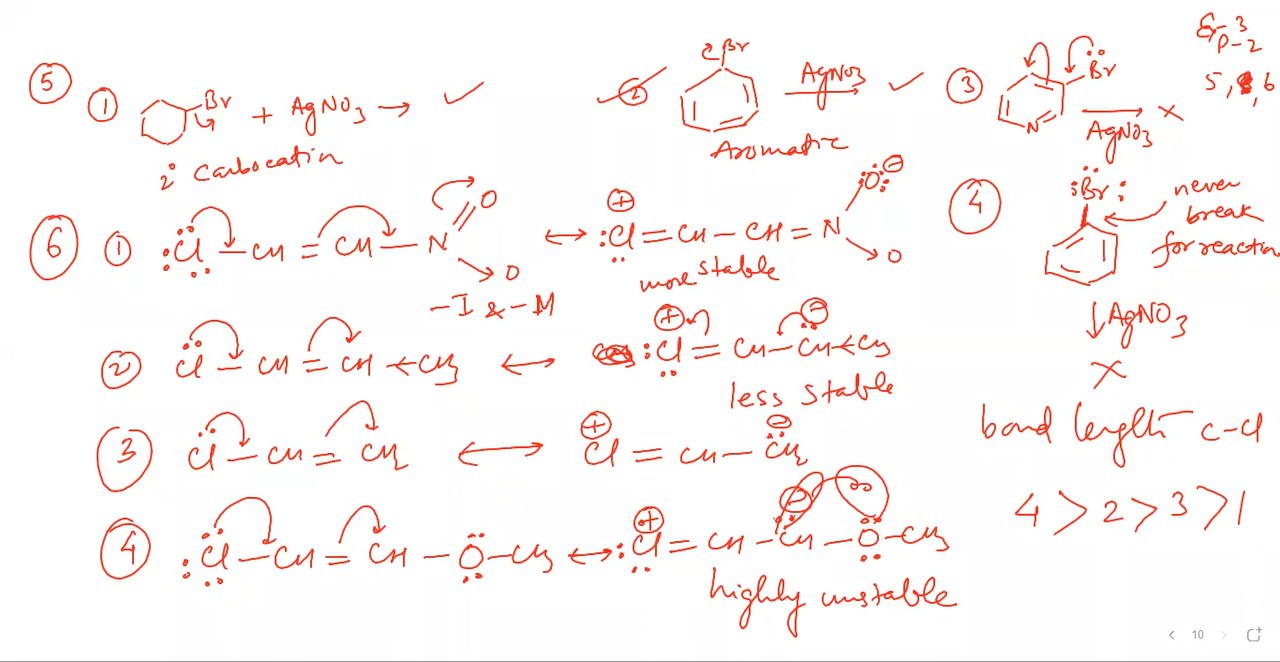 Ex-3
P-2
5, 6
⑤ ① Br + AgNO3 → ✓
2° carbocation
② Br AgNO3 ✓
Aromatic
③ Br N AgNO3 ×
⑥ ① :Cl - CH = CH - N O → O ↔ ⊕ :Cl = CH - CH = N O ⊖ → O
-I & -M
more stable
④ :Br: never
break
for reaction
↓ AgNO3
×
② Cl - CH = CH ← CH3 ↔ ⊕ :Cl = CH - CH ⊖ ← CH3
less stable
③ Cl - CH = CH2 ↔ ⊕ Cl = CH - CH2 ⊖
bond length C-Cl
4 > 2 > 3 > 1
④ :Cl - CH = CH - O - CH3 ↔ ⊕ :Cl = CH - CH ⊖ - O - CH3
highly unstable
< 10 >